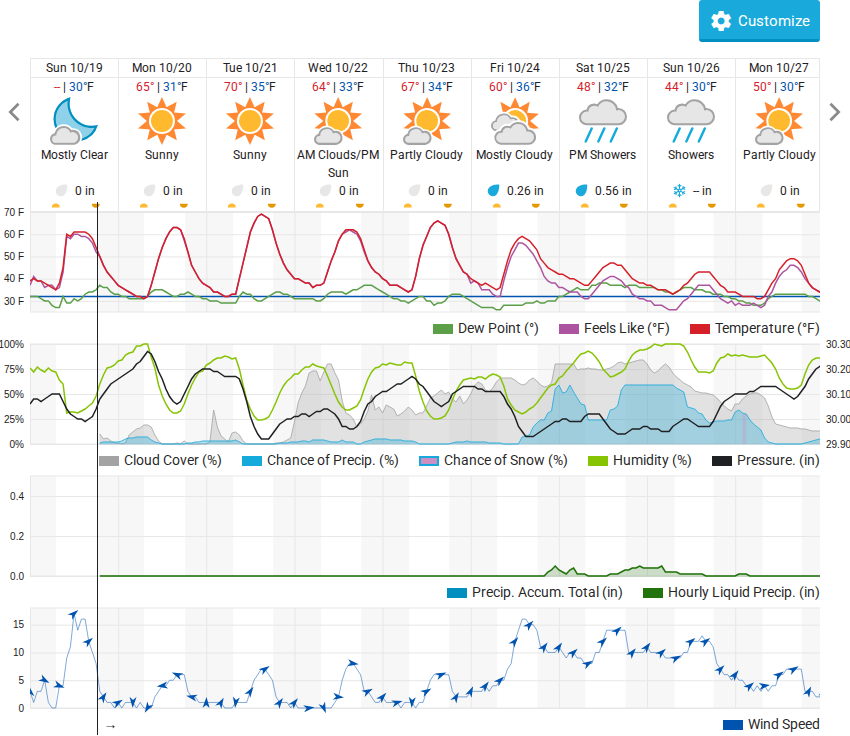 Customize
Sun 10/19 Mon 10/20 Tue 10/21 Wed 10/22 Thu 10/23 Fri 10/24 Sat 10/25 Sun 10/26 Mon 10/27
-- | 30°F 65° | 31°F 70° | 35°F 64° | 33°F 67° | 34°F 60° | 36°F 48° | 32°F 44° | 30°F 50° | 30°F
Mostly Clear Sunny Sunny AM Clouds/PM Partly Cloudy Mostly Cloudy PM Showers Showers Partly Cloudy
Sun
0 in 0 in 0 in 0 in 0 in 0.26 in 0.56 in -- in 0 in
70 F
60 F
50 F
40 F
30 F
Dew Point (°) Feels Like (°F) Temperature (°F)
100% 30.30
75% 30.20
50% 30.10
25% 30.00
0% 29.90
Cloud Cover (%) Chance of Precip. (%) Chance of Snow (%) Humidity (%) Pressure. (in)
0.4
0.2
0.0
Precip. Accum. Total (in) Hourly Liquid Precip. (in)
15
10
5
0
→
Wind Speed